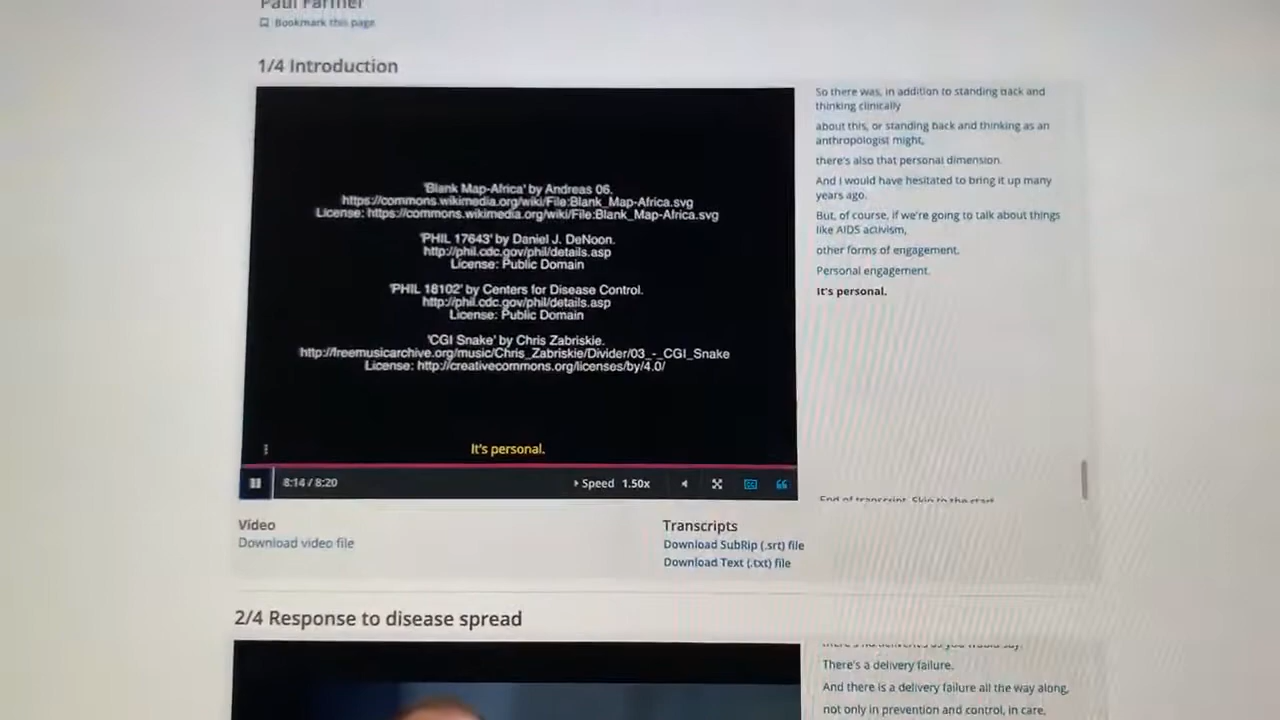 Paul Farmer
Bookmark this page
1/4 Introduction
'Blank Map-Africa' by Andreas 06.
https://commons.wikimedia.org/wiki/File:Blank_Map-Africa.svg
License: https://commons.wikimedia.org/wiki/File:Blank_Map-Africa.svg
'PHIL 17643' by Daniel J. DeNoon.
http://phil.cdc.gov/phil/details.asp
License: Public Domain
'PHIL 18102' by Centers for Disease Control.
http://phil.cdc.gov/phil/details.asp
License: Public Domain
'CGI Snake' by Chris Zabriskie.
http://freemusicarchive.org/music/Chris_Zabriskie/Divider/03_-_CGI_Snake
License: http://creativecommons.org/licenses/by/4.0/
It's personal.
8:14 / 8:20
Speed 1.50x
So there was, in addition to standing back and
thinking clinically
about this, or standing back and thinking as an
anthropologist might,
there's also that personal dimension.
And I would have hesitated to bring it up many
years ago.
But, of course, if we're going to talk about things
like AIDS activism,
other forms of engagement.
Personal engagement.
It's personal.
End of transcript. Skip to the start.
Video
Download video file
Transcripts
Download SubRip (.srt) file
Download Text (.txt) file
2/4 Response to disease spread
There's a delivery failure.
And there is a delivery failure all the way along,
not only in prevention and control, in care,